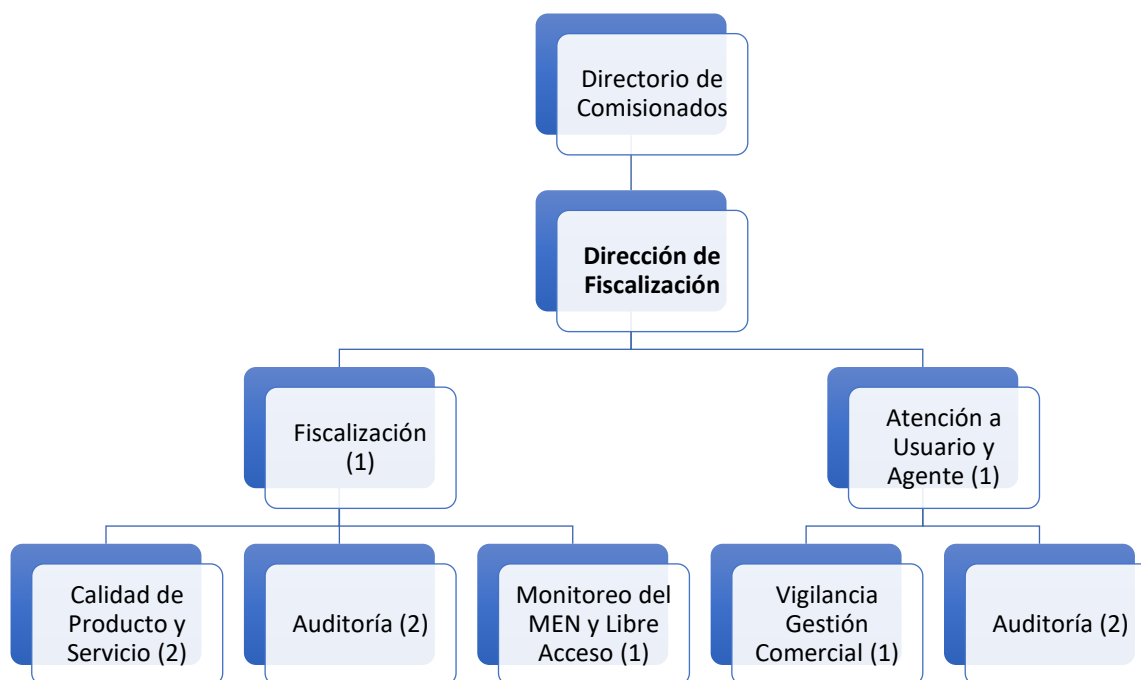 Directorio de
Comisionados
Dirección de
Fiscalización
Fiscalización
(1)
Atención a
Usuario y
Agente (1)
Calidad de
Producto y
Servicio (2)
Auditoría (2)
Monitoreo del
MEN y Libre
Acceso (1)
Vigilancia
Gestión
Comercial (1)
Auditoría (2)